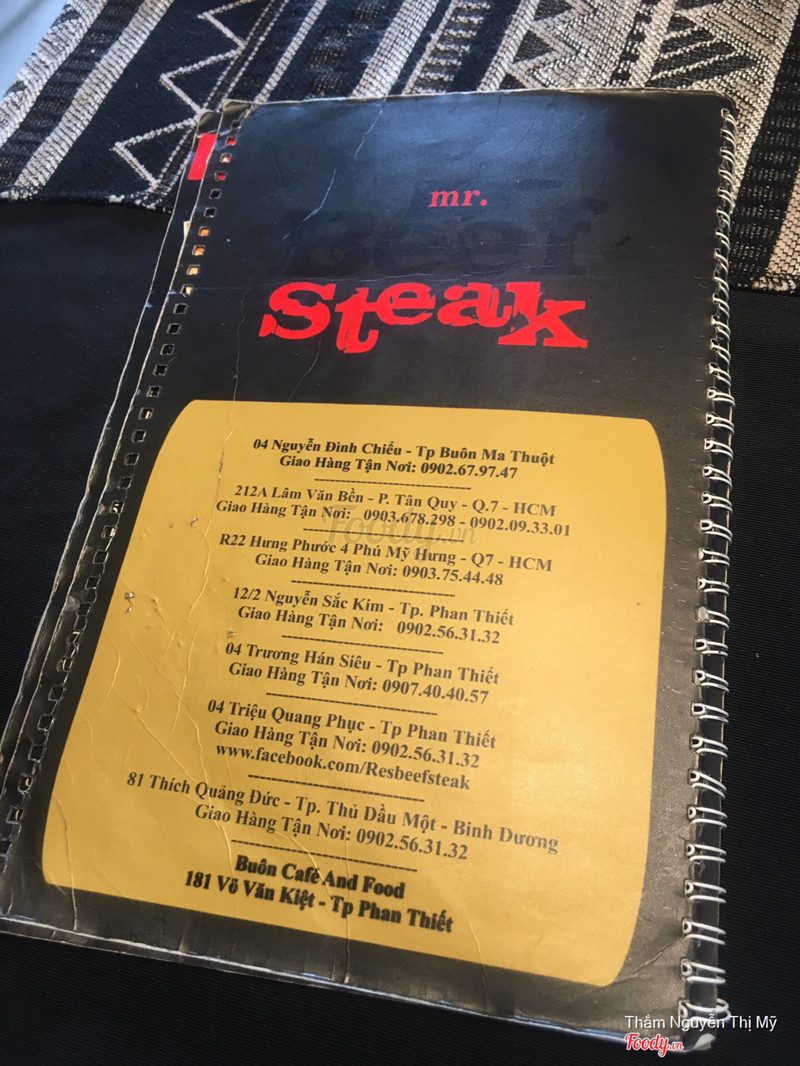 mr.
Beef
steak
04 Nguyễn Đình Chiểu - Tp Buôn Ma Thuột
Giao Hàng Tận Nơi: 0902.67.97.47
212A Lâm Văn Bền - P. Tân Quy - Q.7 - HCM
Giao Hàng Tận Nơi: 0903.678.298 - 0902.09.33.01
R22 Hưng Phước 4 Phú Mỹ Hưng - Q7 - HCM
Giao Hàng Tận Nơi: 0903.75.44.48
12/2 Nguyễn Sắc Kim - Tp. Phan Thiết
Giao Hàng Tận Nơi: 0902.56.31.32
04 Trương Hán Siêu - Tp Phan Thiết
Giao Hàng Tận Nơi: 0907.40.40.57
04 Triệu Quang Phục - Tp Phan Thiết
Giao Hàng Tận Nơi: 0902.56.31.32
www.facebook.com/Resbeefsteak
81 Thích Quảng Đức - Tp. Thủ Dầu Một - Bình Dương
Giao Hàng Tận Nơi: 0902.56.31.32
Buôn Café And Food
181 Võ Văn Kiệt - Tp Phan Thiết
Foody.vn
Thắm Nguyễn Thị Mỹ
Foody.vn